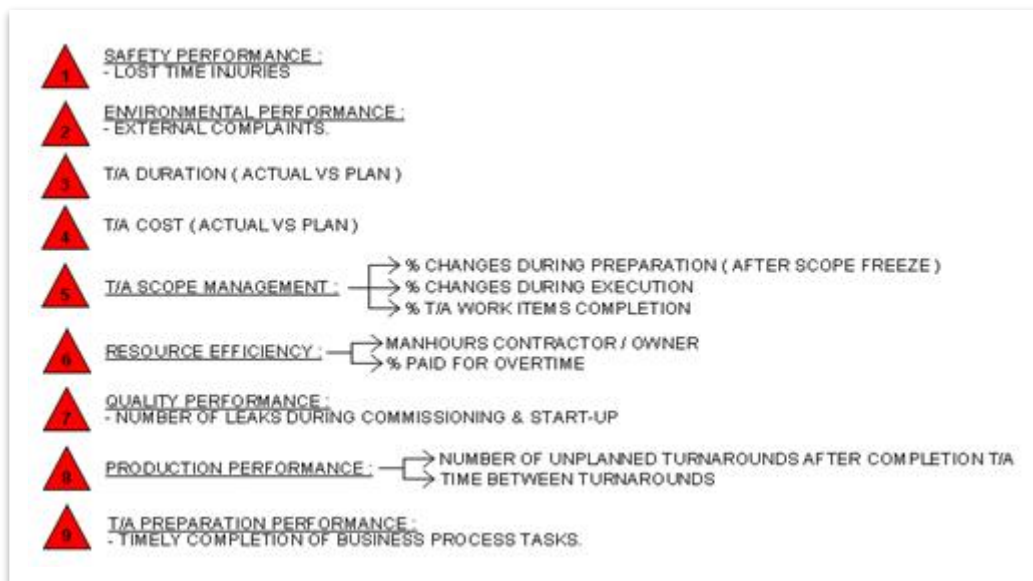 1
SAFETY PERFORMANCE :
- LOST TIME INJURIES
2
ENVIRONMENTAL PERFORMANCE :
- EXTERNAL COMPLAINTS.
3
T/A DURATION ( ACTUAL VS PLAN )
4
T/A COST ( ACTUAL VS PLAN )
5
T/A SCOPE MANAGEMENT :
% CHANGES DURING PREPARATION ( AFTER SCOPE FREEZE )
% CHANGES DURING EXECUTION
% T/A WORK ITEMS COMPLETION
6
RESOURCE EFFICIENCY :
MANHOURS CONTRACTOR / OWNER
% PAID FOR OVERTIME
7
QUALITY PERFORMANCE :
- NUMBER OF LEAKS DURING COMMISSIONING & START-UP
8
PRODUCTION PERFORMANCE :
NUMBER OF UNPLANNED TURNAROUNDS AFTER COMPLETION T/A
TIME BETWEEN TURNAROUNDS
9
T/A PREPARATION PERFORMANCE :
- TIMELY COMPLETION OF BUSINESS PROCESS TASKS.